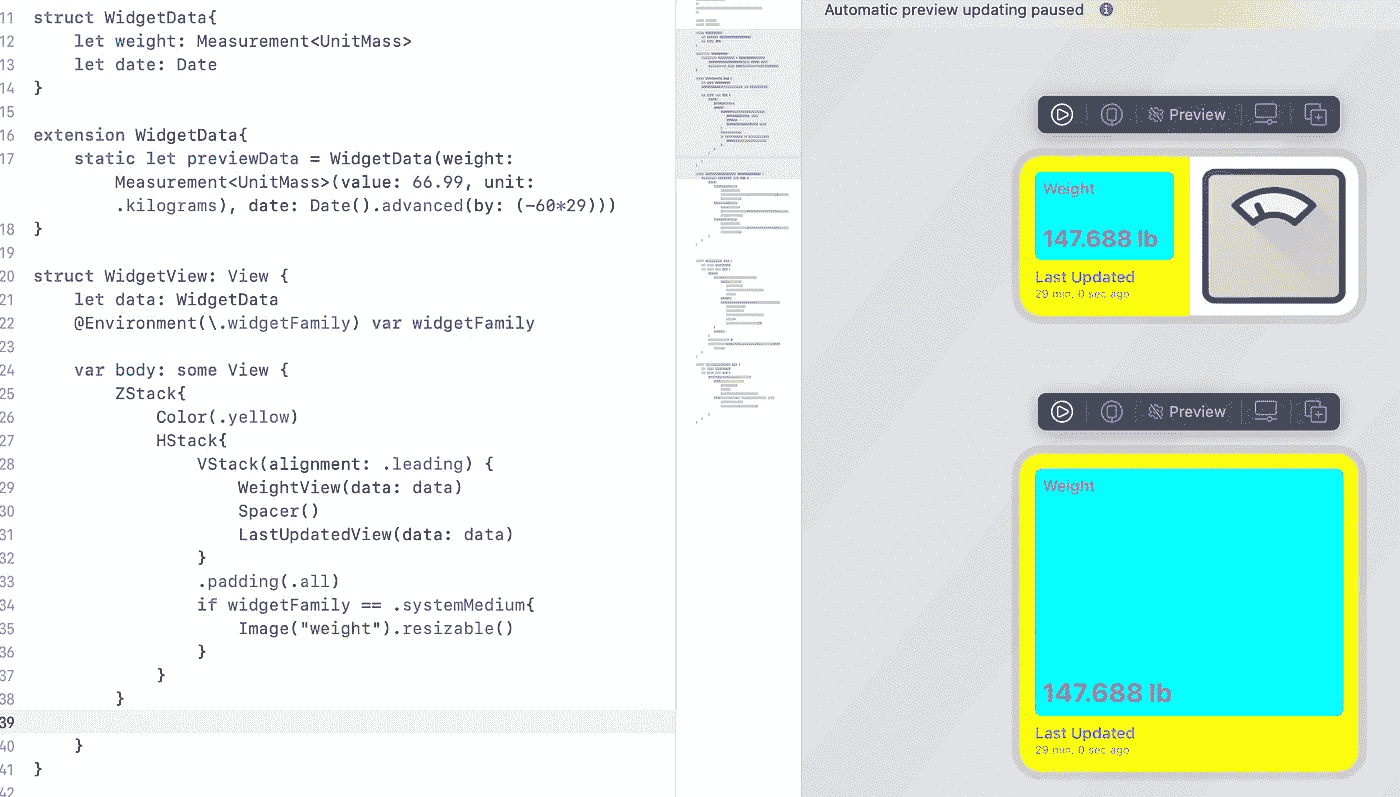 11 struct WidgetData{
12 let weight: Measurement<UnitMass>
13 let date: Date
14 }
15
16 extension WidgetData{
17 static let previewData = WidgetData(weight:
Measurement<UnitMass>(value: 66.99, unit:
.kilograms), date: Date().advanced(by: (-60*29)))
18 }
19
20 struct WidgetView: View {
21 let data: WidgetData
22 @Environment(\.widgetFamily) var widgetFamily
23
24 var body: some View {
25 ZStack{
26 Color(.yellow)
27 HStack{
28 VStack(alignment: .leading) {
29 WeightView(data: data)
30 Spacer()
31 LastUpdatedView(data: data)
32 }
33 .padding(.all)
34 if widgetFamily == .systemMedium{
35 Image("weight").resizable()
36 }
37 }
38 }
39
40 }
41 }
42
Automatic preview updating paused
Preview
Weight
147.688 lb
Last Updated
29 min, 0 sec ago
Preview
Weight
147.688 lb
Last Updated
29 min, 0 sec ago